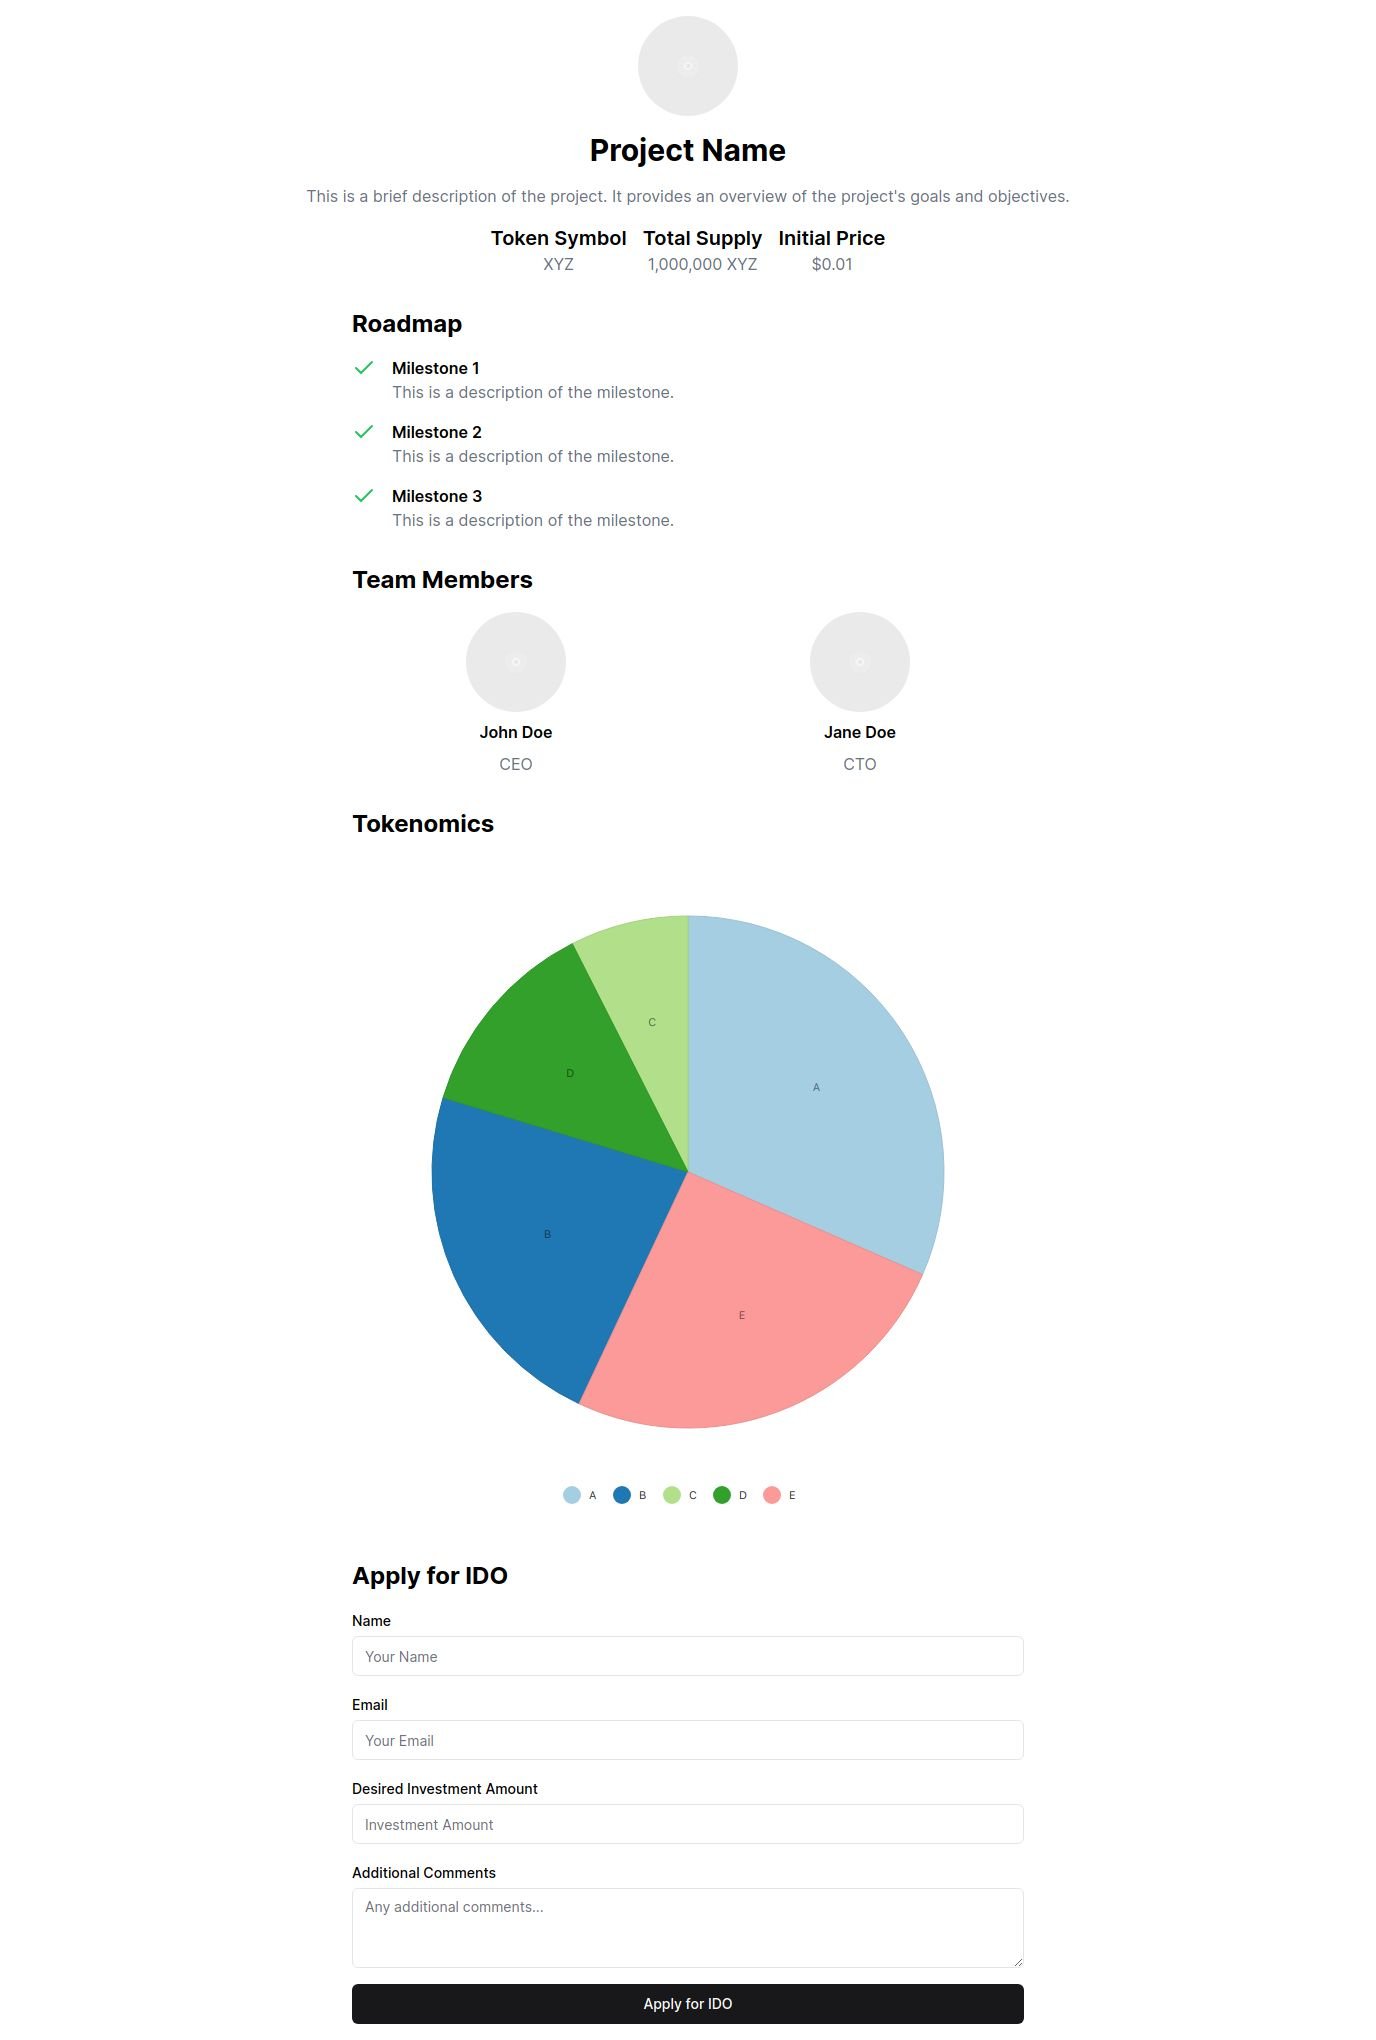 Project Name
This is a brief description of the project. It provides an overview of the project's goals and objectives.
Token Symbol Total Supply Initial Price
XYZ 1,000,000 XYZ $0.01
Roadmap
Milestone 1
This is a description of the milestone.
Milestone 2
This is a description of the milestone.
Milestone 3
This is a description of the milestone.
Team Members
John Doe Jane Doe
CEO CTO
Tokenomics
C
D
A
B
E
A B C D E
Apply for IDO
Name
Your Name
Email
Your Email
Desired Investment Amount
Investment Amount
Additional Comments
Any additional comments...
Apply for IDO